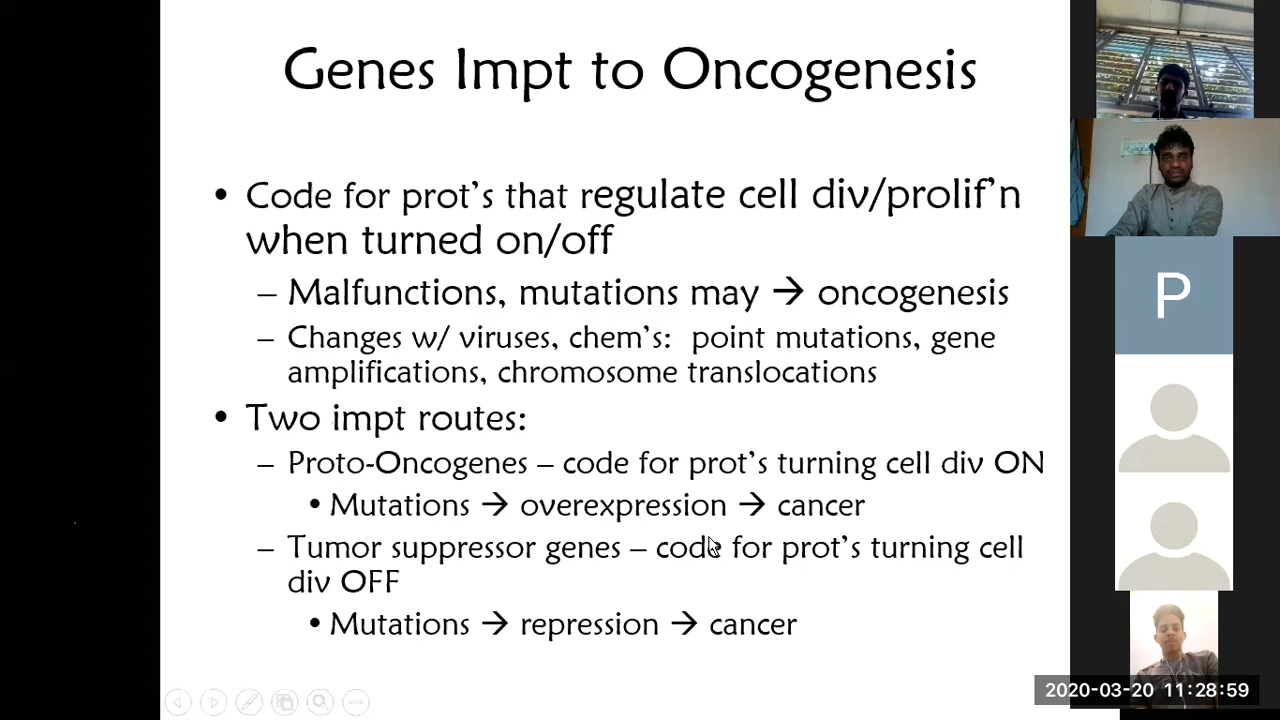 Genes Impt to Oncogenesis
• Code for prot's that regulate cell div/prolif'n
when turned on/off
– Malfunctions, mutations may → oncogenesis
– Changes w/ viruses, chem's: point mutations, gene
amplifications, chromosome translocations
• Two impt routes:
– Proto-Oncogenes – code for prot's turning cell div ON
• Mutations → overexpression → cancer
– Tumor suppressor genes – code for prot's turning cell
div OFF
• Mutations → repression → cancer
P
2020-03-20 11:28:59